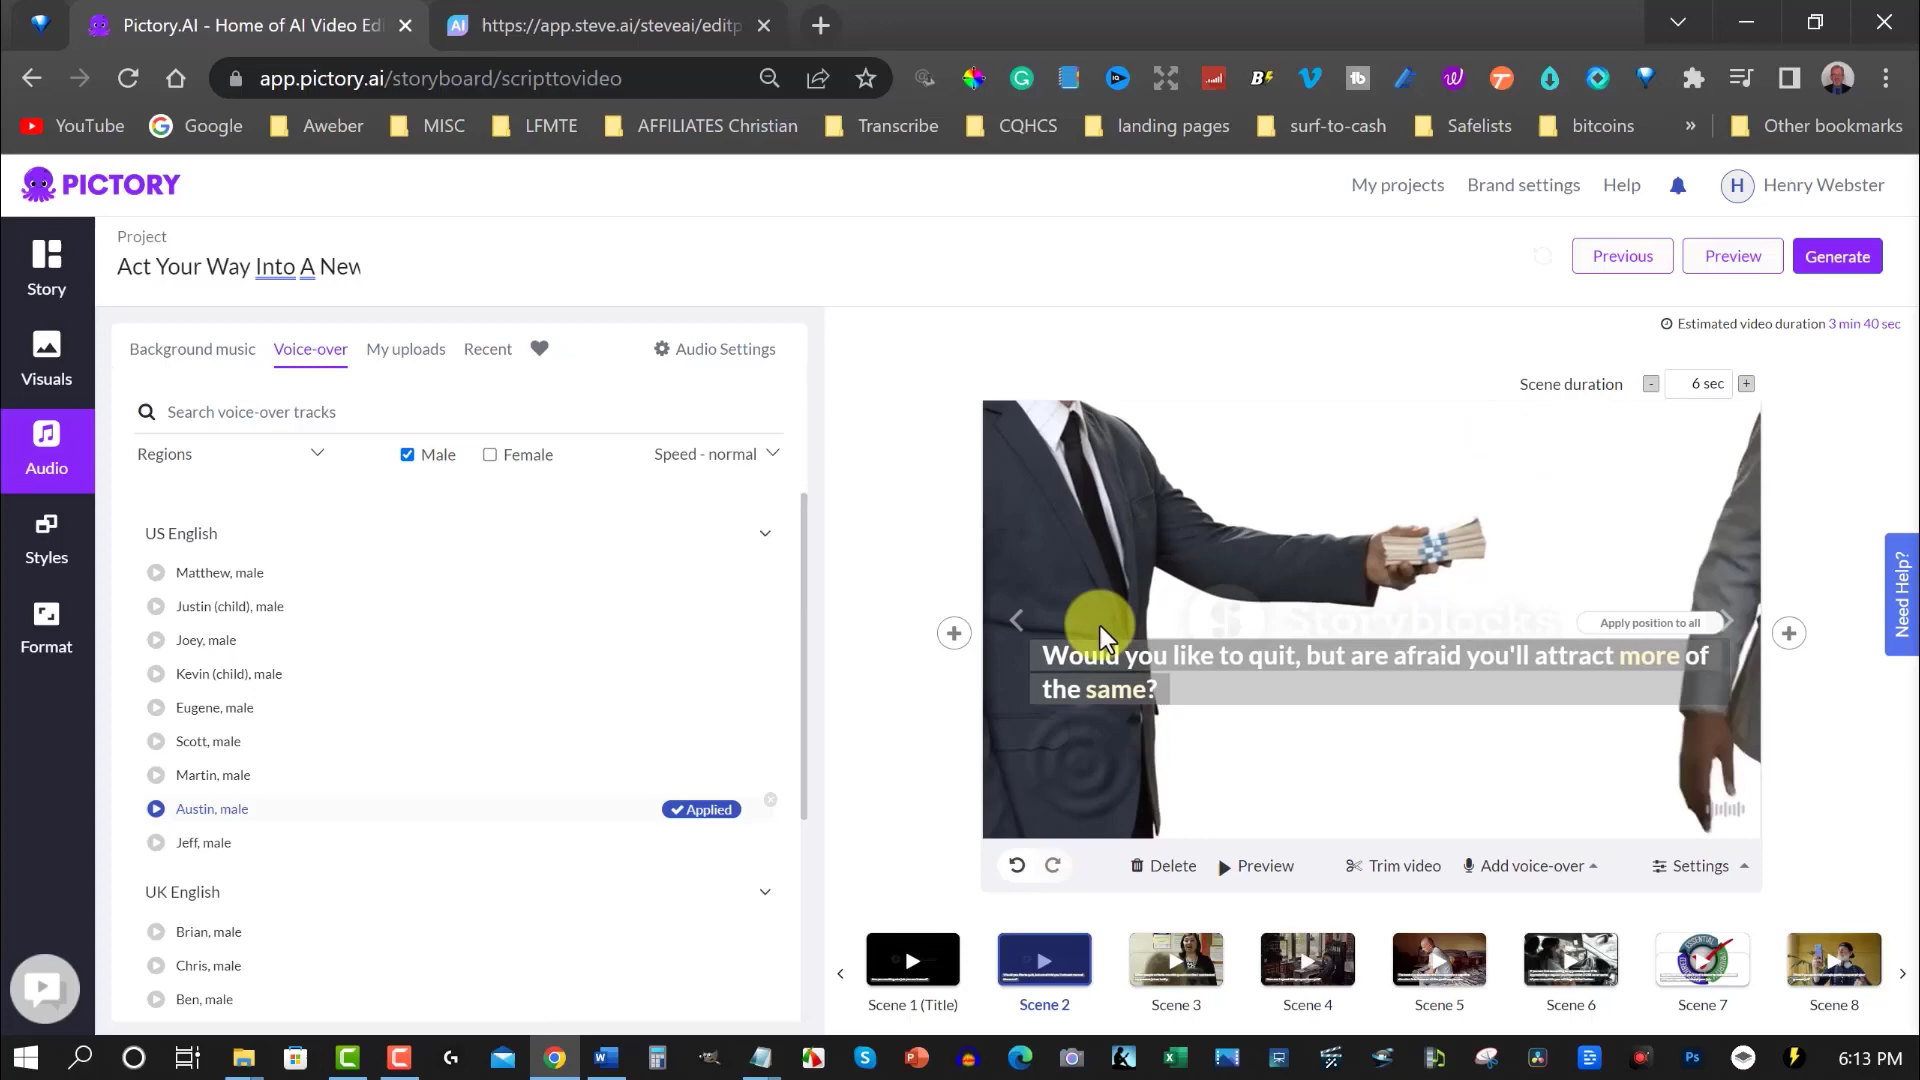 Pictory.AI - Home of AI Video Edi
https://app.steve.ai/steveai/editp
app.pictory.ai/storyboard/scripttovideo
YouTube Google Aweber MISC LFMTE AFFILIATES Christian Transcribe CQHCS landing pages surf-to-cash Safelists bitcoins » Other bookmarks
PICTORY
My projects Brand settings Help H Henry Webster
Project
Act Your Way Into A New
Previous Preview Generate
Story
Visuals
Audio
Styles
Format
Background music Voice-over My uploads Recent Audio Settings
Search voice-over tracks
Regions Male Female Speed - normal
US English
Matthew, male
Justin (child), male
Joey, male
Kevin (child), male
Eugene, male
Scott, male
Martin, male
Austin, male Applied
Jeff, male
UK English
Brian, male
Chris, male
Ben, male
Estimated video duration 3 min 40 sec
Scene duration - 6 sec +
Storyblocks
Apply position to all
Would you like to quit, but are afraid you'll attract more of
the same?
Delete Preview Trim video Add voice-over Settings
Scene 1 (Title) Scene 2 Scene 3 Scene 4 Scene 5 Scene 6 Scene 7 Scene 8
Need Help?
6:13 PM